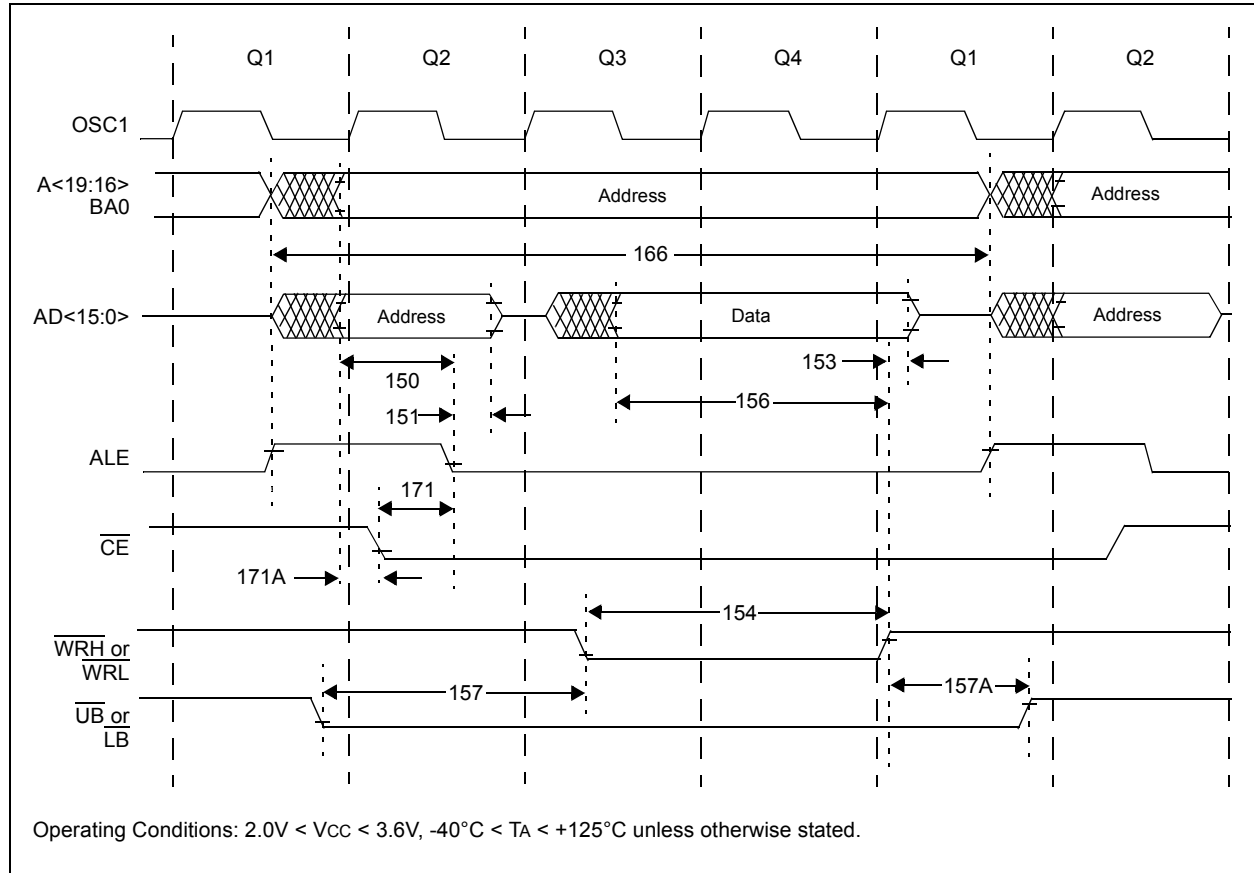 Q1 Q2 Q3 Q4 Q1 Q2
OSC1
A<19:16>
BA0
Address Address
166
AD<15:0>
Address Data Address
150
153
151
156
ALE
171
CE
171A
154
WRH or
WRL
157 157A
UB or
LB
Operating Conditions: 2.0V < VCC < 3.6V, -40°C < TA < +125°C unless otherwise stated.